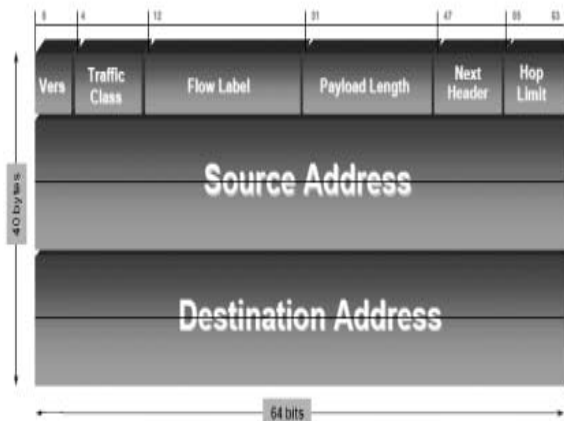 4 12 31 47 63
Vers Traffic Class Flow Label Payload Length Next Header Hop Limit
Source Address
40 bytes
Destination Address
64 bits